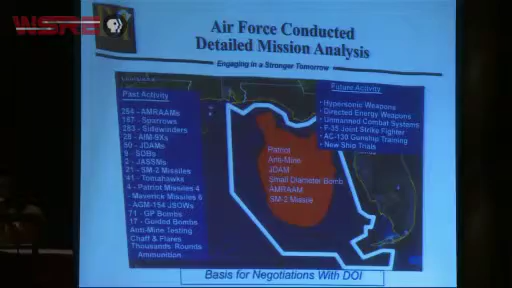 WSRE PBS
Air Force Conducted
Detailed Mission Analysis
Engaging in a Stronger Tomorrow
Past Activity
254 - AMRAAMs
187 - Sparrows
283 - Sidewinders
28 - AIM-9Xs
50 - JDAMs
9 - SDBs
2 - JASSMs
21 - SM-2 Missiles
41 - Tomahawks
4 - Patriot Missiles 4
- Maverick Missiles 6
- AGM-154 JSOWs
71 - GP Bombs
17 - Guided Bombs
Anti-Mine Testing
Chaff & Flares
Thousands Rounds
Ammunition
Patriot
Anti-Mine
JDAM
Small Diameter Bomb
AMRAAM
SM-2 Missile
Future Activity
• Hypersonic Weapons
• Directed Energy Weapons
• Unmanned Combat Systems
• F-35 Joint Strike Fighter
• AC-130 Gunship Training
• New Ship Trials
Basis for Negotiations With DOI